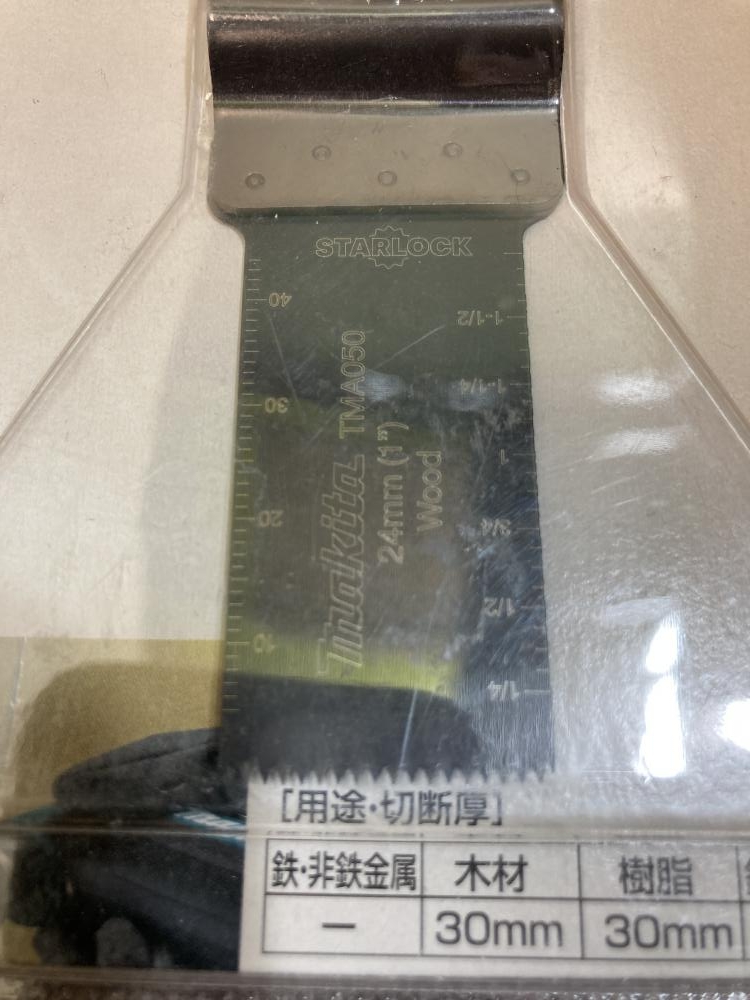 STARLOCK
40
30
20
10
1-1/2
1-1/4
1
3/4
1/2
1/4
makita TMA050
24mm (1")
Wood
[用途・切断厚]
鉄・非鉄金属 木材 樹脂
ー 30mm 30mm